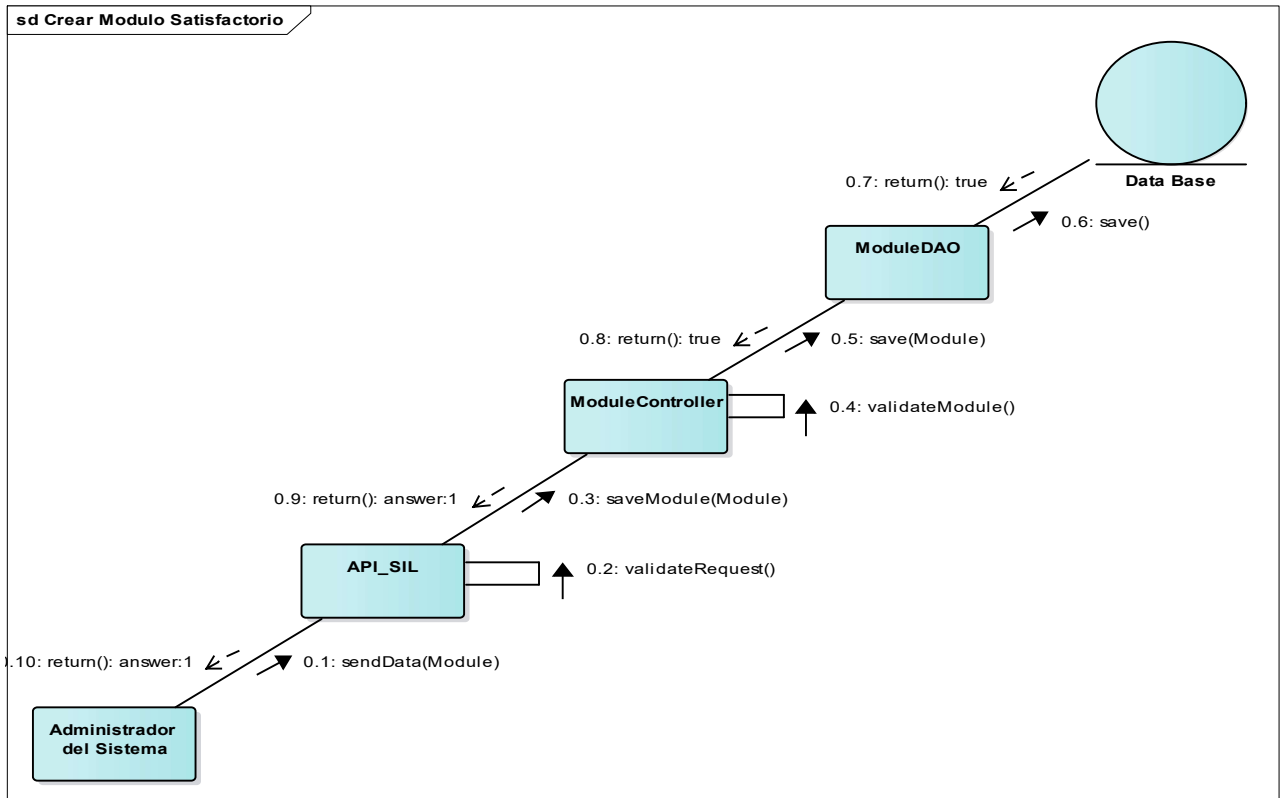 sd Crear Modulo Satisfactorio
Data Base
0.7: return(): true
0.6: save()
ModuleDAO
0.8: return(): true
0.5: save(Module)
ModuleController
0.4: validateModule()
0.9: return(): answer:1
0.3: saveModule(Module)
API_SIL
0.2: validateRequest()
.10: return(): answer:1
0.1: sendData(Module)
Administrador
del Sistema